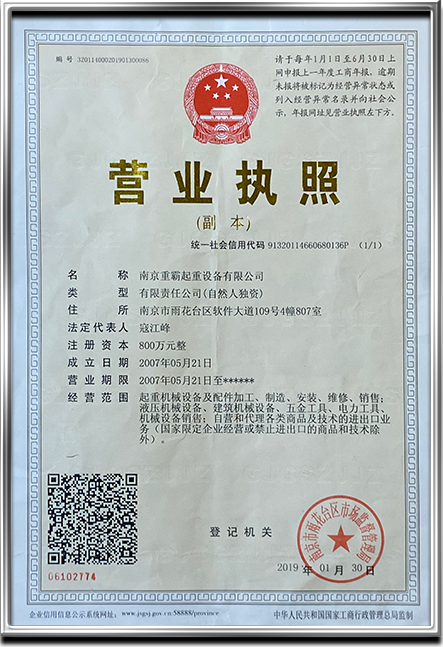 编号 320114000201901300086
请于每年1月1日至6月30日上
网申报上一年度工商年报，逾期
未报将被标记为经营异常状态或
列入经营异常名录并向社会公
示，年报网址见营业执照左下方。
营业执照
(副 本)
统一社会信用代码 91320114660680136P (1/1)
名 称 南京重霸起重设备有限公司
类 型 有限责任公司(自然人独资)
住 所 南京市雨花台区软件大道109号4幢807室
法定代表人 寇江峰
注册资本 800万元整
成立日期 2007年05月21日
营业期限 2007年05月21日至******
经营范围 起重机械设备及配件加工、制造、安装、维修、销售；
液压机械设备、建筑机械设备、五金工具、电力工具、
机械设备销售；自营和代理各类商品及技术的进出口业
务（国家限定企业经营或禁止进出口的商品和技术除
外）。
登记机关
南京市雨花台区市场监督管理局
2019 年 01 月 30 日
06102774
企业信用信息公示系统网址： www.jsgsj.gov.cn:58888/province
中华人民共和国国家工商行政管理总局监制